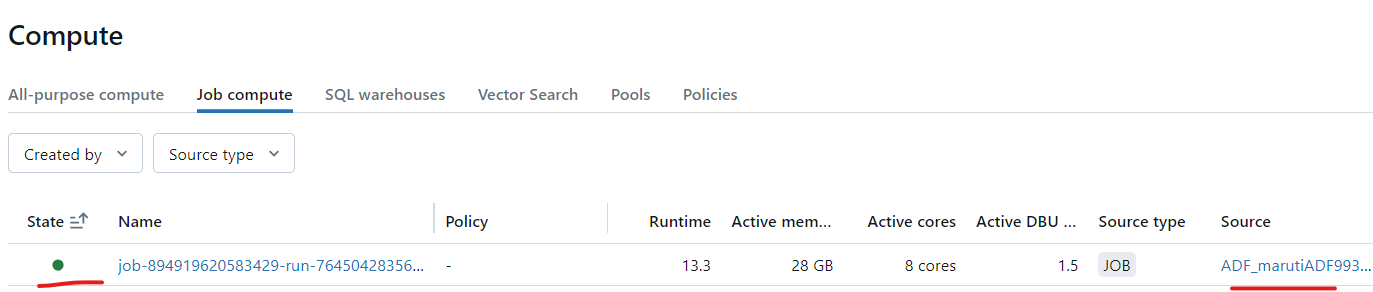 Compute
All-purpose compute Job compute SQL warehouses Vector Search Pools Policies
Created by Source type
State Name Policy Runtime Active mem... Active cores Active DBU ... Source type Source
job-894919620583429-run-76450428356... - 13.3 28 GB 8 cores 1.5 JOB ADF_marutiADF993...